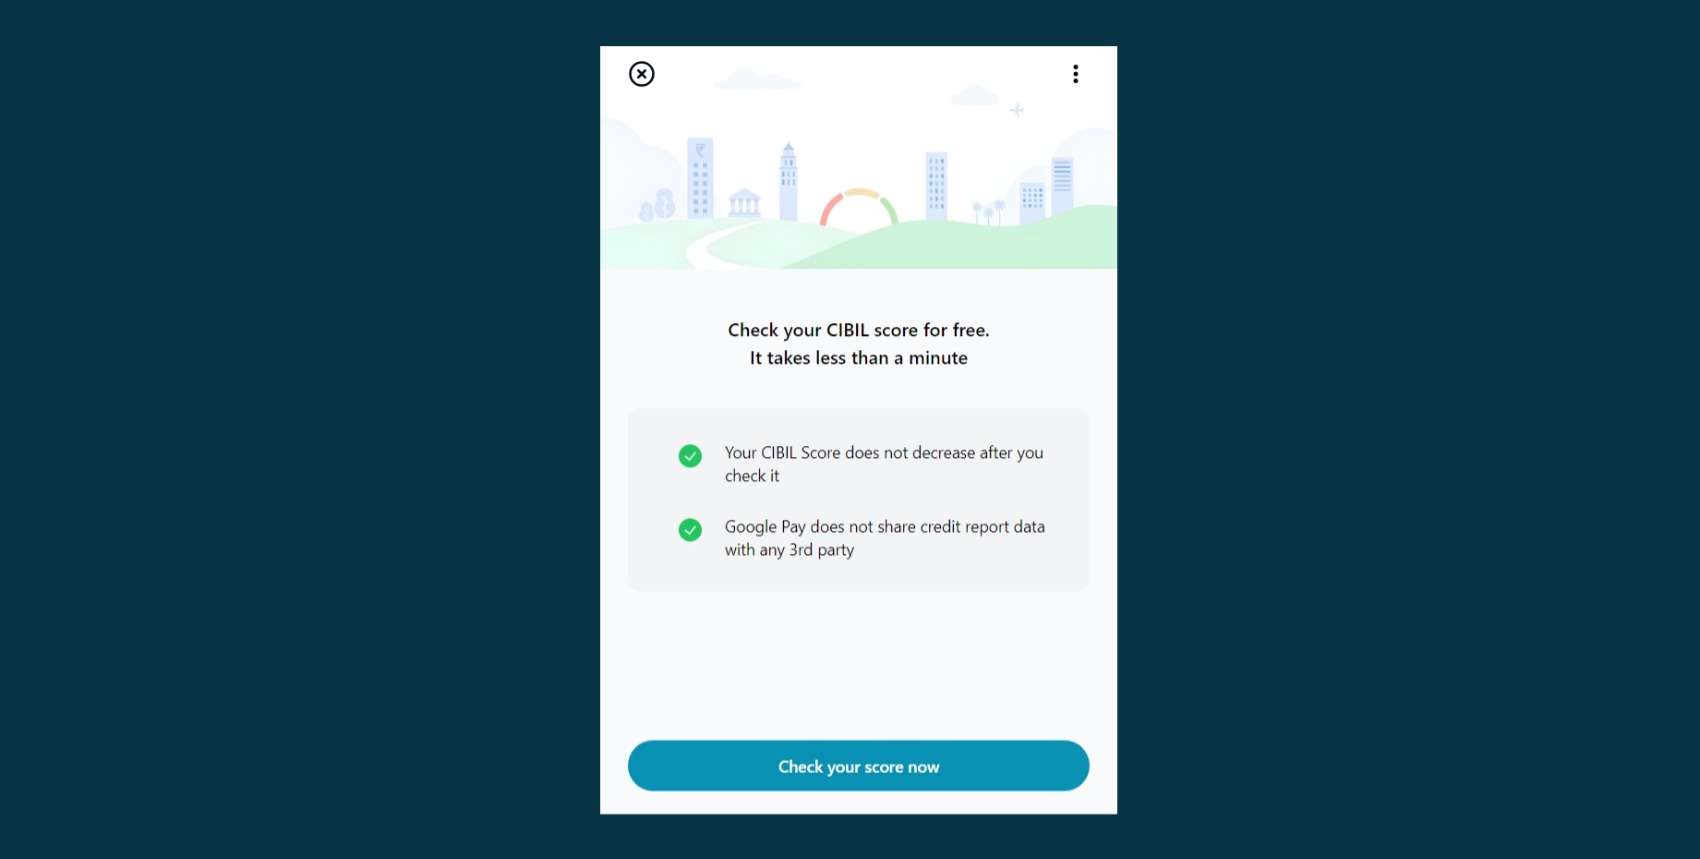 ₹
Check your CIBIL score for free.
It takes less than a minute
Your CIBIL Score does not decrease after you
check it
Google Pay does not share credit report data
with any 3rd party
Check your score now